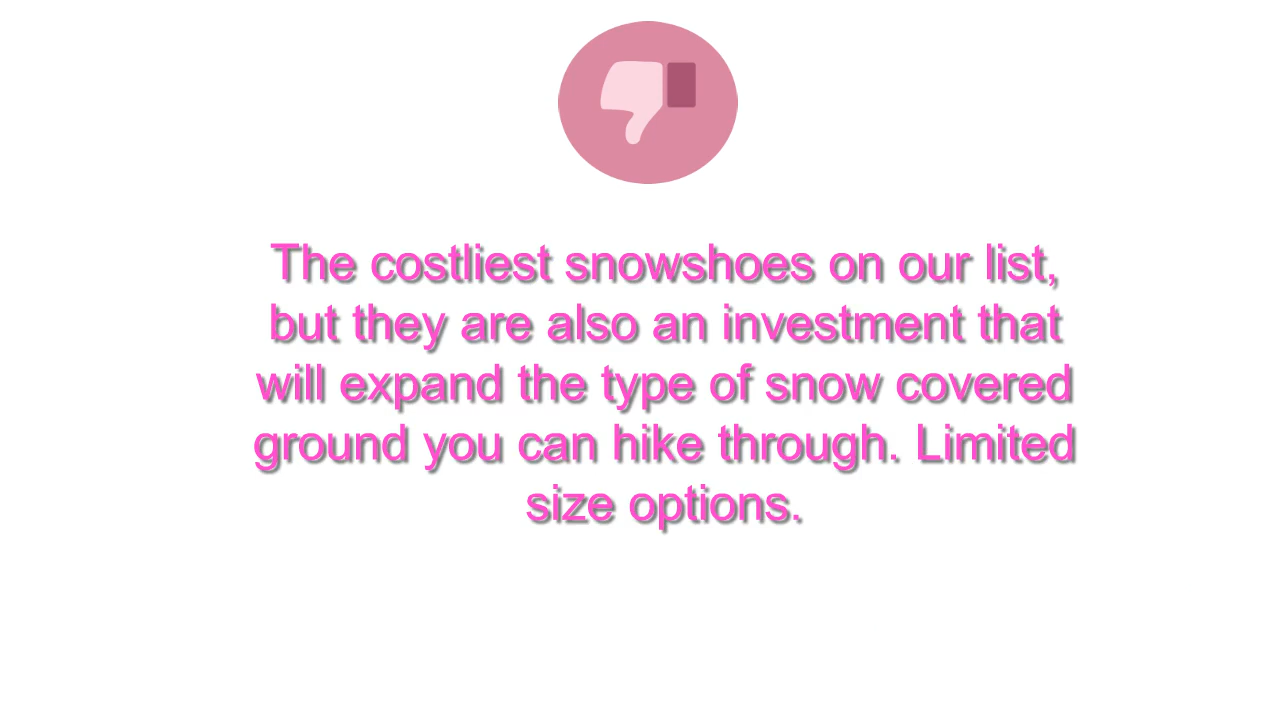 The costliest snowshoes on our list,
but they are also an investment that
will expand the type of snow covered
ground you can hike through. Limited
size options.